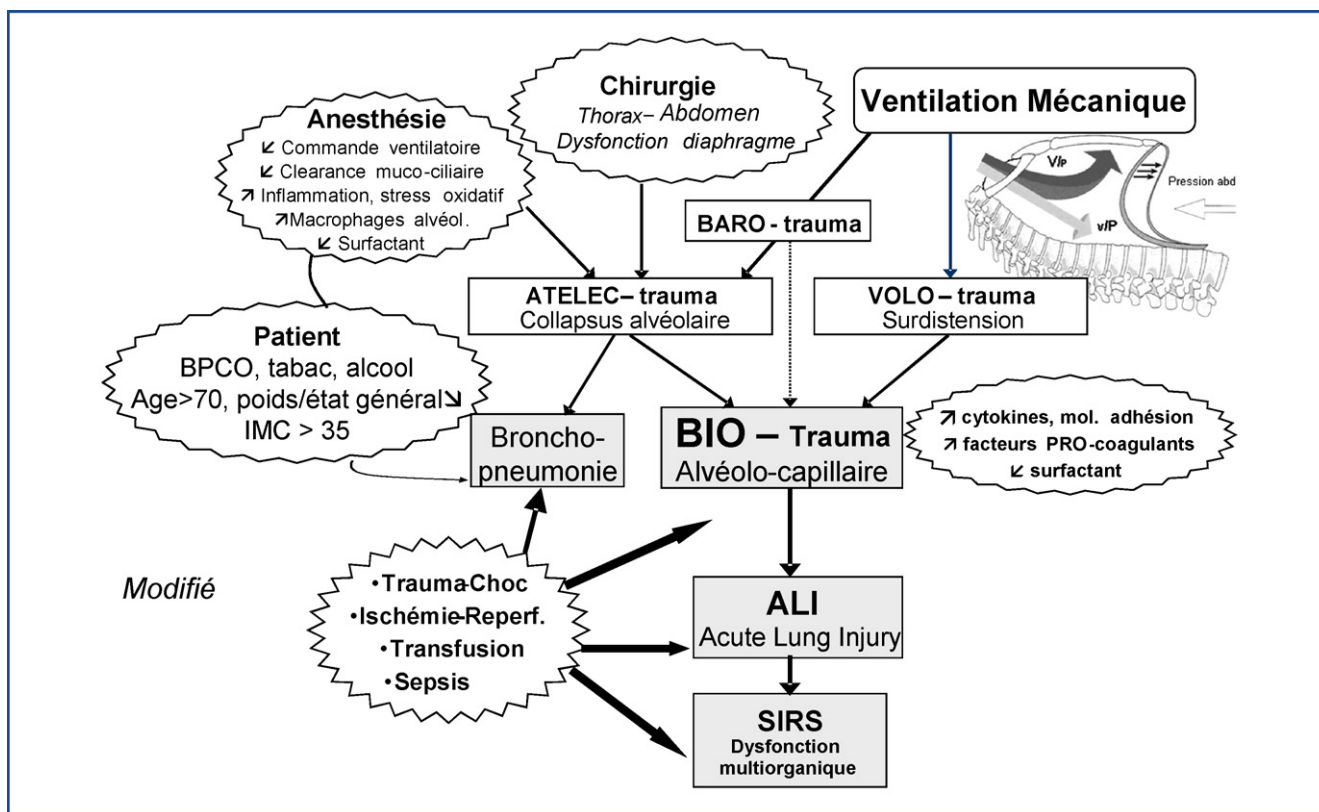 Chirurgie
Thorax– Abdomen
Dysfonction diaphragme
Ventilation Mécanique
Anesthésie
↙ Commande ventilatoire
↙ Clearance muco-ciliaire
↗ Inflammation, stress oxidatif
↗Macrophages alvéol.
↙ Surfactant
V/P
Pression abd
v/P
BARO - trauma
ATELEC– trauma
Collapsus alvéolaire
VOLO – trauma
Surdistension
Patient
BPCO, tabac, alcool
Age>70, poids/état général↘
IMC > 35
Broncho-
pneumonie
BIO – Trauma
Alvéolo-capillaire
↗ cytokines, mol. adhésion
↗ facteurs PRO-coagulants
↙ surfactant
Modifié
•Trauma-Choc
•Ischémie-Reperf.
•Transfusion
•Sepsis
ALI
Acute Lung Injury
SIRS
Dysfonction
multiorganique